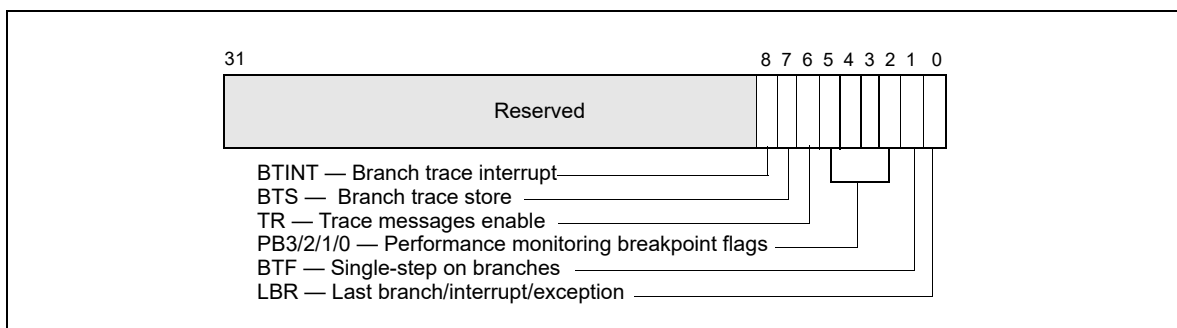 31 8 7 6 5 4 3 2 1 0
Reserved
BTINT — Branch trace interrupt
BTS — Branch trace store
TR — Trace messages enable
PB3/2/1/0 — Performance monitoring breakpoint flags
BTF — Single-step on branches
LBR — Last branch/interrupt/exception